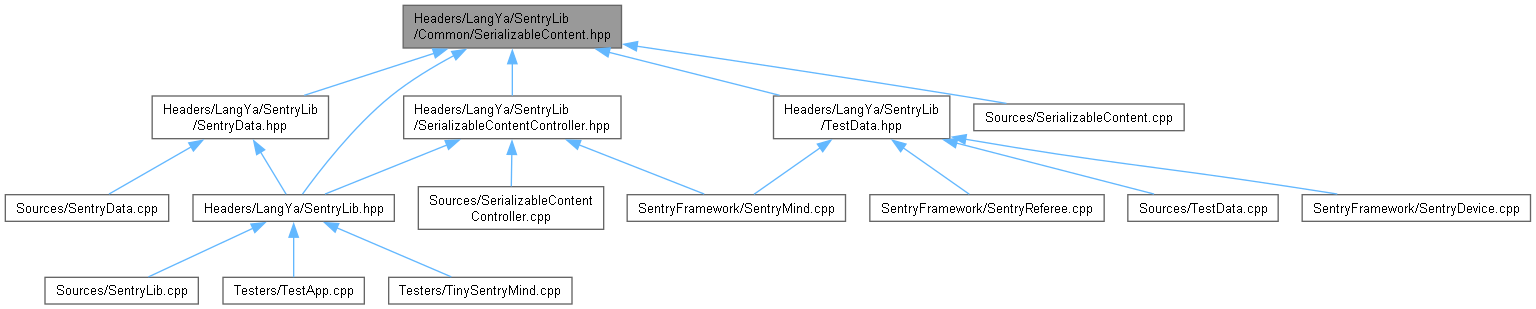 Headers/LangYa/SentryLib
/Common/SerializableContent.hpp
Headers/LangYa/SentryLib
/SentryData.hpp
Headers/LangYa/SentryLib
/SerializableContentController.hpp
Headers/LangYa/SentryLib
/TestData.hpp
Sources/SerializableContent.cpp
Sources/SentryData.cpp
Headers/LangYa/SentryLib.hpp
Sources/SerializableContent
Controller.cpp
SentryFramework/SentryMind.cpp
SentryFramework/SentryReferee.cpp
Sources/TestData.cpp
SentryFramework/SentryDevice.cpp
Sources/SentryLib.cpp
Testers/TestApp.cpp
Testers/TinySentryMind.cpp